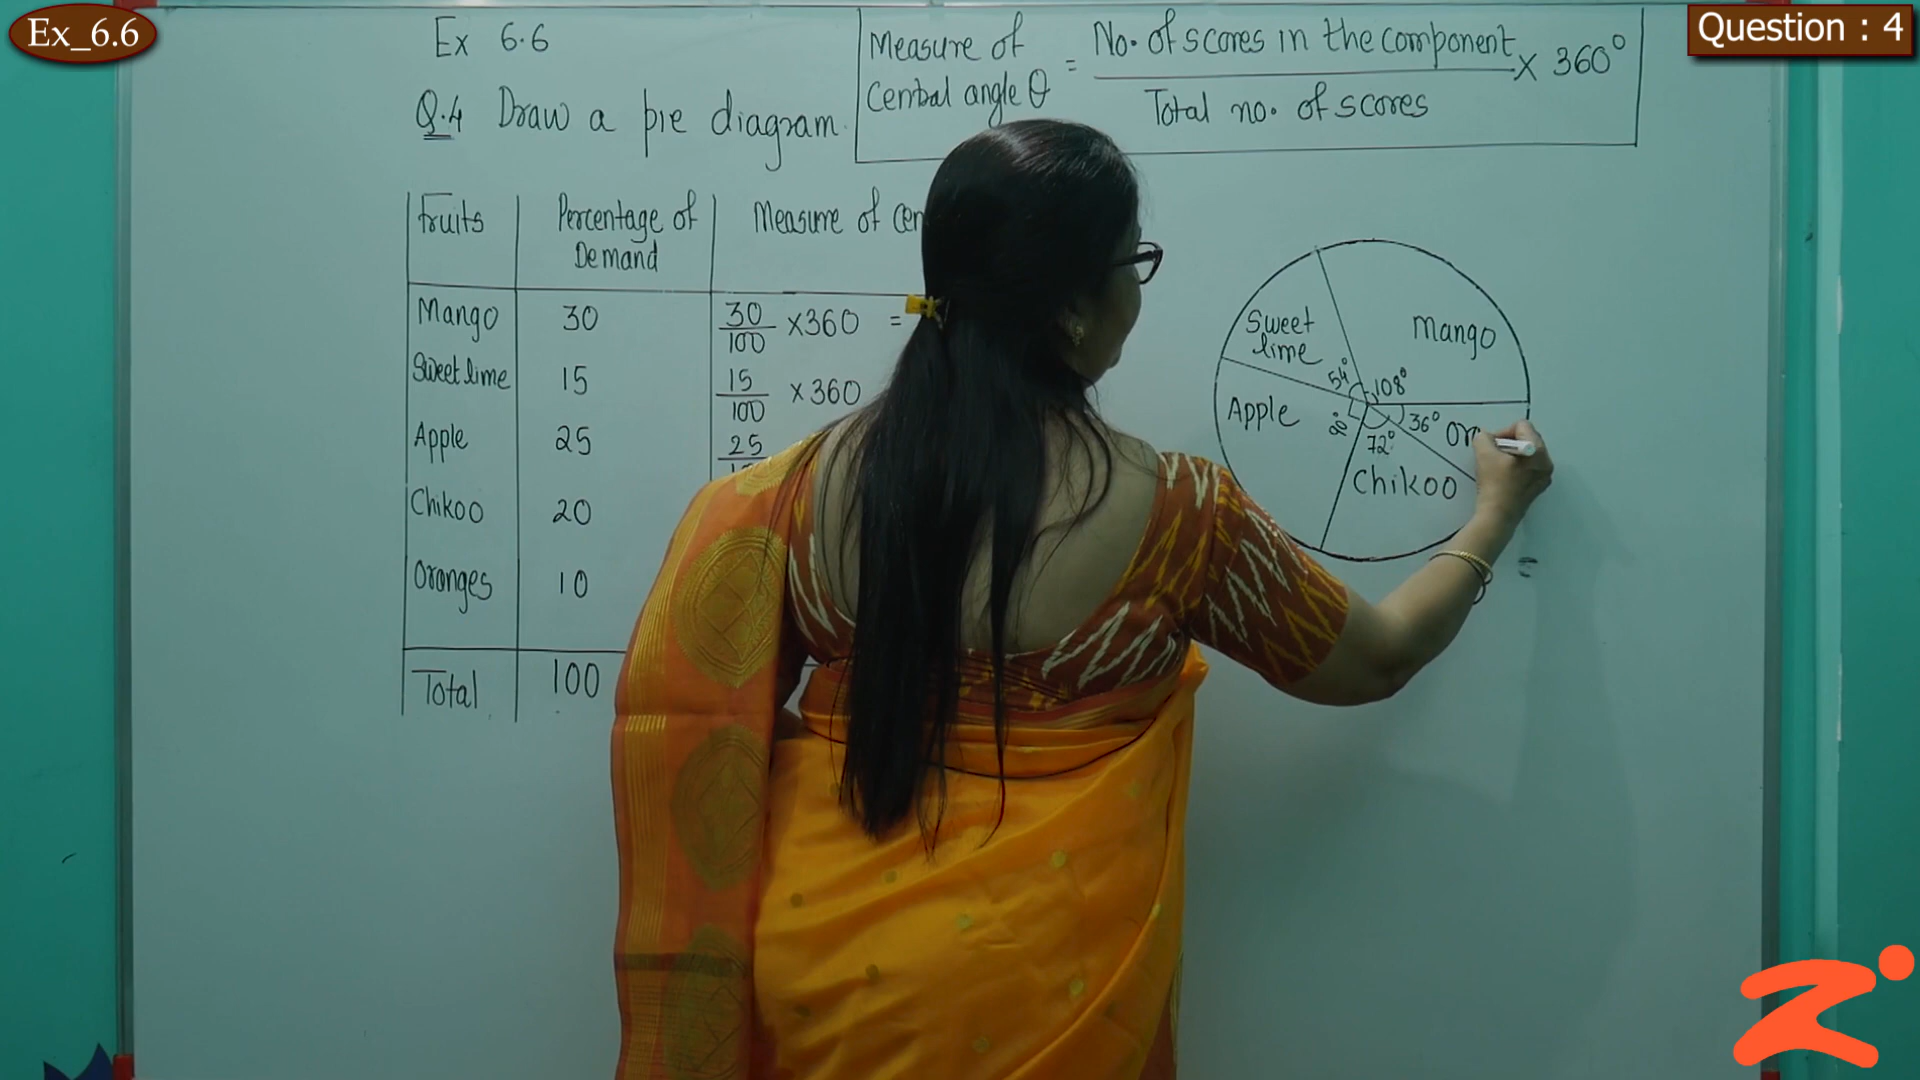 Ex_6.6
Question : 4
Ex 6.6
Q.4 Draw a pie diagram.
Measure of
Central angle θ
=
No. of scores in the component
Total no. of scores
× 360°
Fruits
Percentage of
Demand
Measure of
Mango 30 30/100 ×360 =
Sweet lime 15 15/100 ×360
Apple 25 25
Chikoo 20
Oranges 10
Total 100
Sweet
lime
54°
Mango
108°
Apple
90°
36°
72°
Chikoo